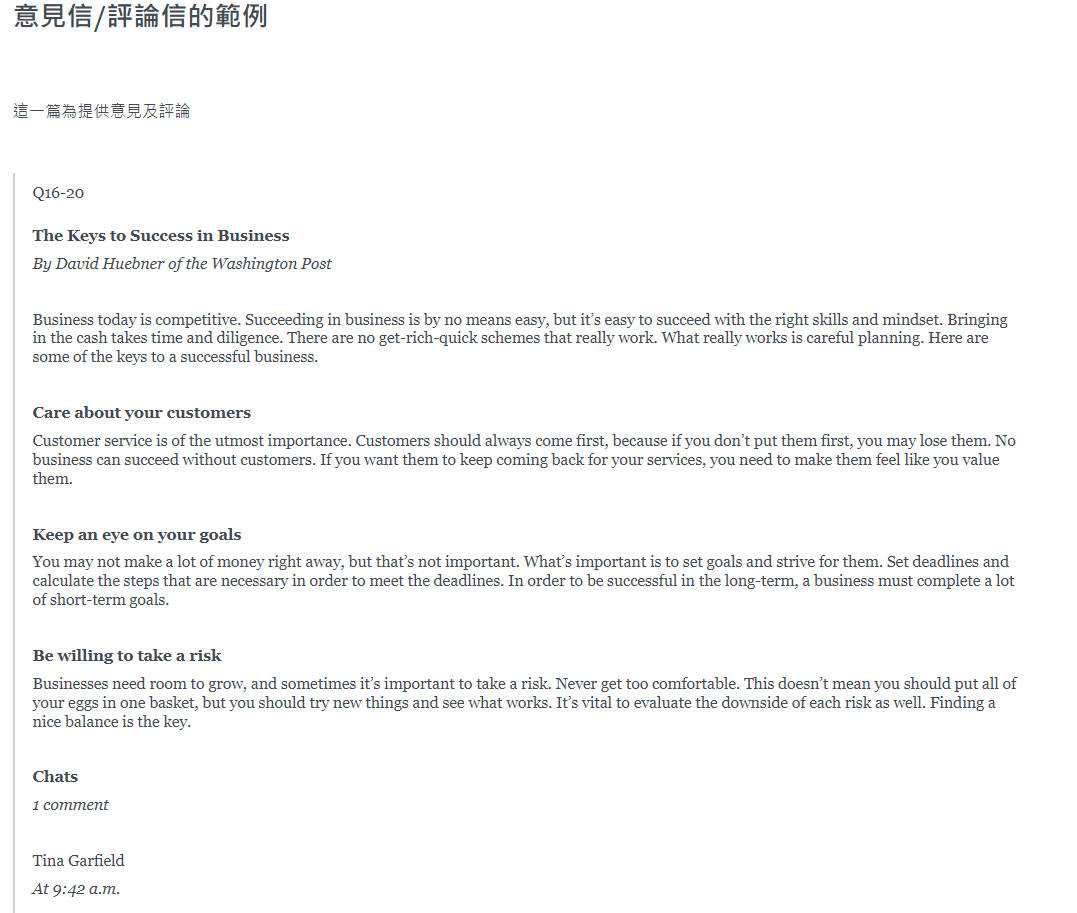 意見信/評論信的範例
這一篇為提供意見及評論
Q16-20
The Keys to Success in Business
By David Huebner of the Washington Post
Business today is competitive. Succeeding in business is by no means easy, but it’s easy to succeed with the right skills and mindset. Bringing
in the cash takes time and diligence. There are no get-rich-quick schemes that really work. What really works is careful planning. Here are
some of the keys to a successful business.
Care about your customers
Customer service is of the utmost importance. Customers should always come first, because if you don’t put them first, you may lose them. No
business can succeed without customers. If you want them to keep coming back for your services, you need to make them feel like you value
them.
Keep an eye on your goals
You may not make a lot of money right away, but that’s not important. What’s important is to set goals and strive for them. Set deadlines and
calculate the steps that are necessary in order to meet the deadlines. In order to be successful in the long-term, a business must complete a lot
of short-term goals.
Be willing to take a risk
Businesses need room to grow, and sometimes it’s important to take a risk. Never get too comfortable. This doesn’t mean you should put all of
your eggs in one basket, but you should try new things and see what works. It’s vital to evaluate the downside of each risk as well. Finding a
nice balance is the key.
Chats
1 comment
Tina Garfield
At 9:42 a.m.